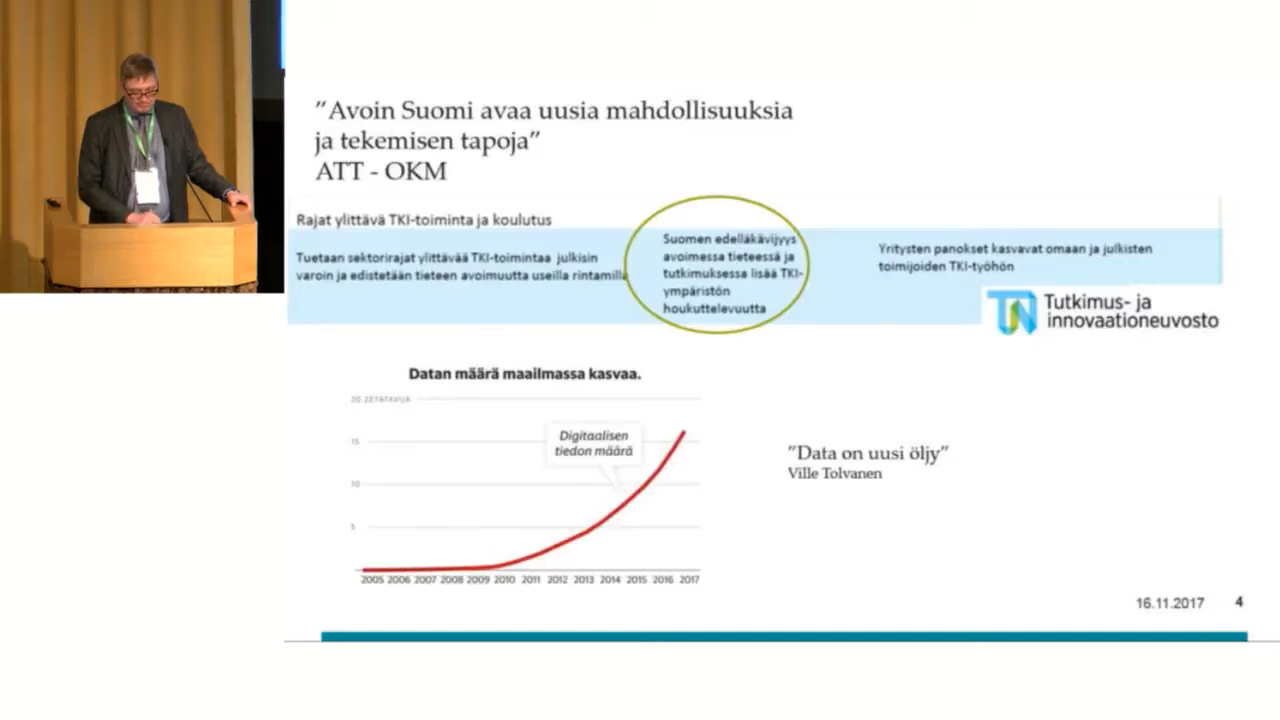 ”Avoin Suomi avaa uusia mahdollisuuksia
ja tekemisen tapoja”
ATT - OKM
Rajat ylittävä TKI-toiminta ja koulutus
Tuetaan sektorirajat ylittävää TKI-toimintaa julkisin
varoin ja edistetään tieteen avoimuutta useilla rintamilla
Suomen edelläkävijyys
avoimessa tieteessä ja
tutkimuksessa lisää TKI-
ympäristön
houkuttelevuutta
Yritysten panokset kasvavat omaan ja julkisten
toimijoiden TKI-työhön
Tutkimus- ja
innovaationeuvosto
Datan määrä maailmassa kasvaa.
20 ZETATAVUA
15
10
5
Digitaalisen
tiedon määrä
2005 2006 2007 2008 2009 2010 2011 2012 2013 2014 2015 2016 2017
”Data on uusi öljy”
Ville Tolvanen
16.11.2017 4